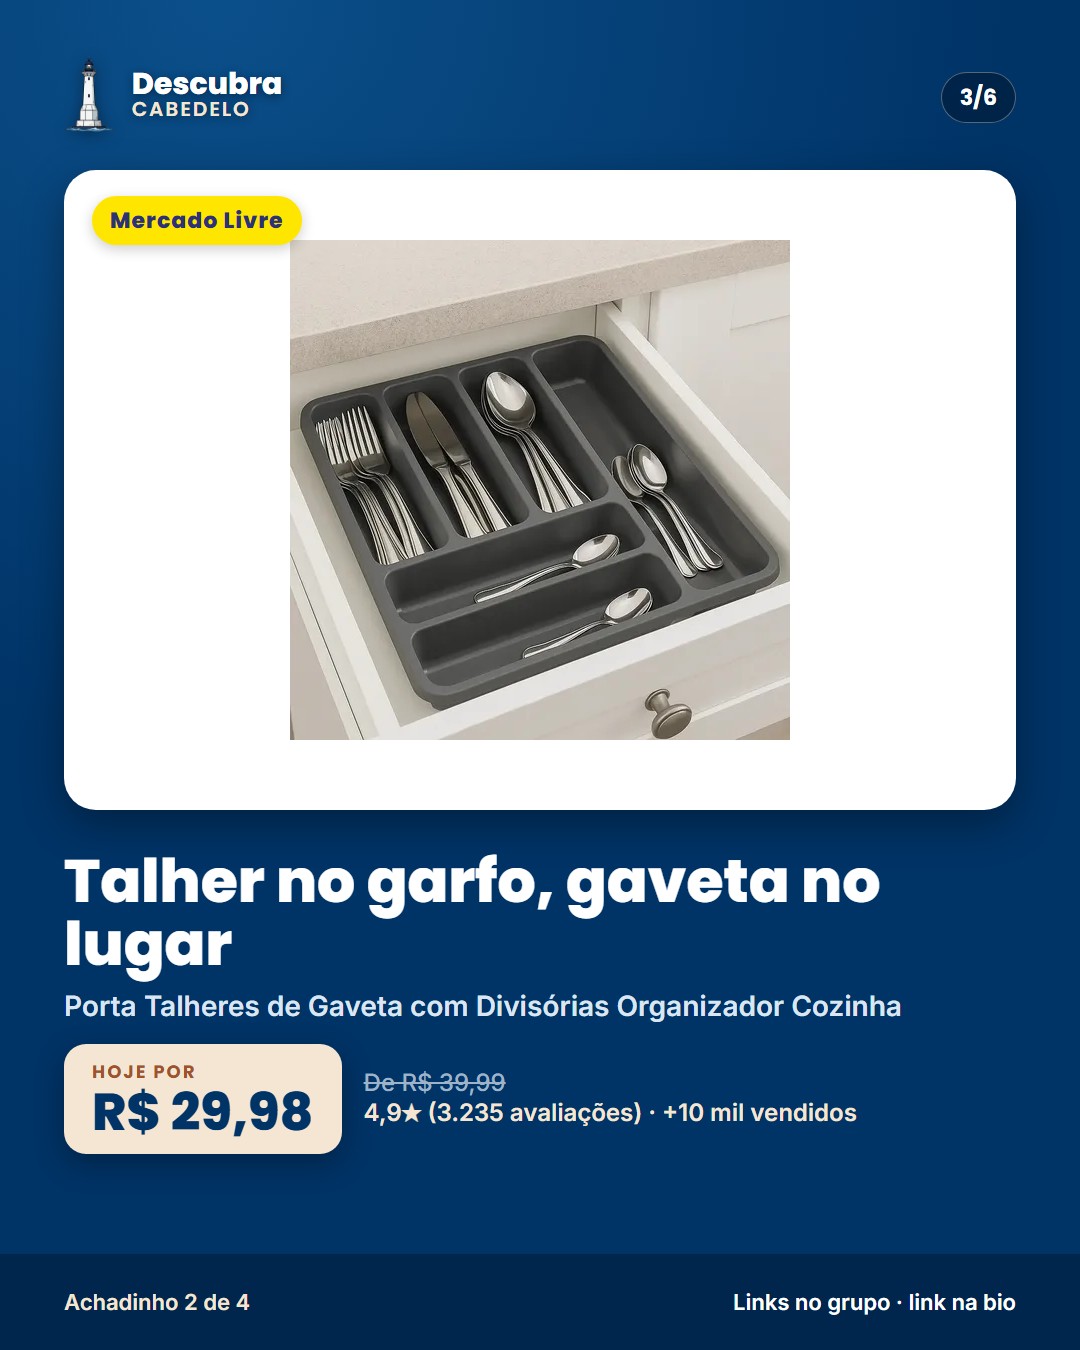 Descubra
CABEDELO
3/6
Mercado Livre
Talher no garfo, gaveta no
lugar
Porta Talheres de Gaveta com Divisórias Organizador Cozinha
HOJE POR
R$ 29,98
De R$ 39,99
4,9★ (3.235 avaliações) · +10 mil vendidos
Achadinho 2 de 4
Links no grupo · link na bio